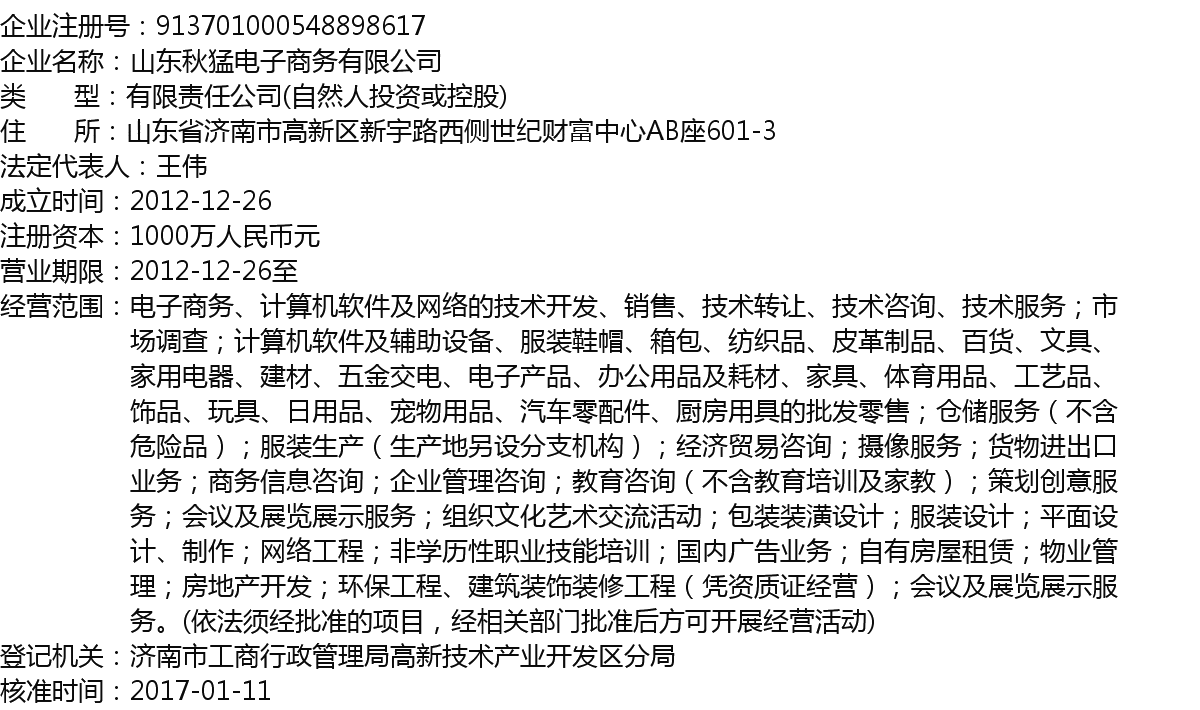 企业注册号：913701000548898617
企业名称：山东秋猛电子商务有限公司
类　　型：有限责任公司(自然人投资或控股)
住　　所：山东省济南市高新区新宇路西侧世纪财富中心AB座601-3
法定代表人：王伟
成立时间：2012-12-26
注册资本：1000万人民币元
营业期限：2012-12-26至
经营范围：电子商务、计算机软件及网络的技术开发、销售、技术转让、技术咨询、技术服务；市
场调查；计算机软件及辅助设备、服装鞋帽、箱包、纺织品、皮革制品、百货、文具、
家用电器、建材、五金交电、电子产品、办公用品及耗材、家具、体育用品、工艺品、
饰品、玩具、日用品、宠物用品、汽车零配件、厨房用具的批发零售；仓储服务（不含
危险品）；服装生产（生产地另设分支机构）；经济贸易咨询；摄像服务；货物进出口
业务；商务信息咨询；企业管理咨询；教育咨询（不含教育培训及家教）；策划创意服
务；会议及展览展示服务；组织文化艺术交流活动；包装装潢设计；服装设计；平面设
计、制作；网络工程；非学历性职业技能培训；国内广告业务；自有房屋租赁；物业管
理；房地产开发；环保工程、建筑装饰装修工程（凭资质证经营）；会议及展览展示服
务。(依法须经批准的项目，经相关部门批准后方可开展经营活动)
登记机关：济南市工商行政管理局高新技术产业开发区分局
核准时间：2017-01-11